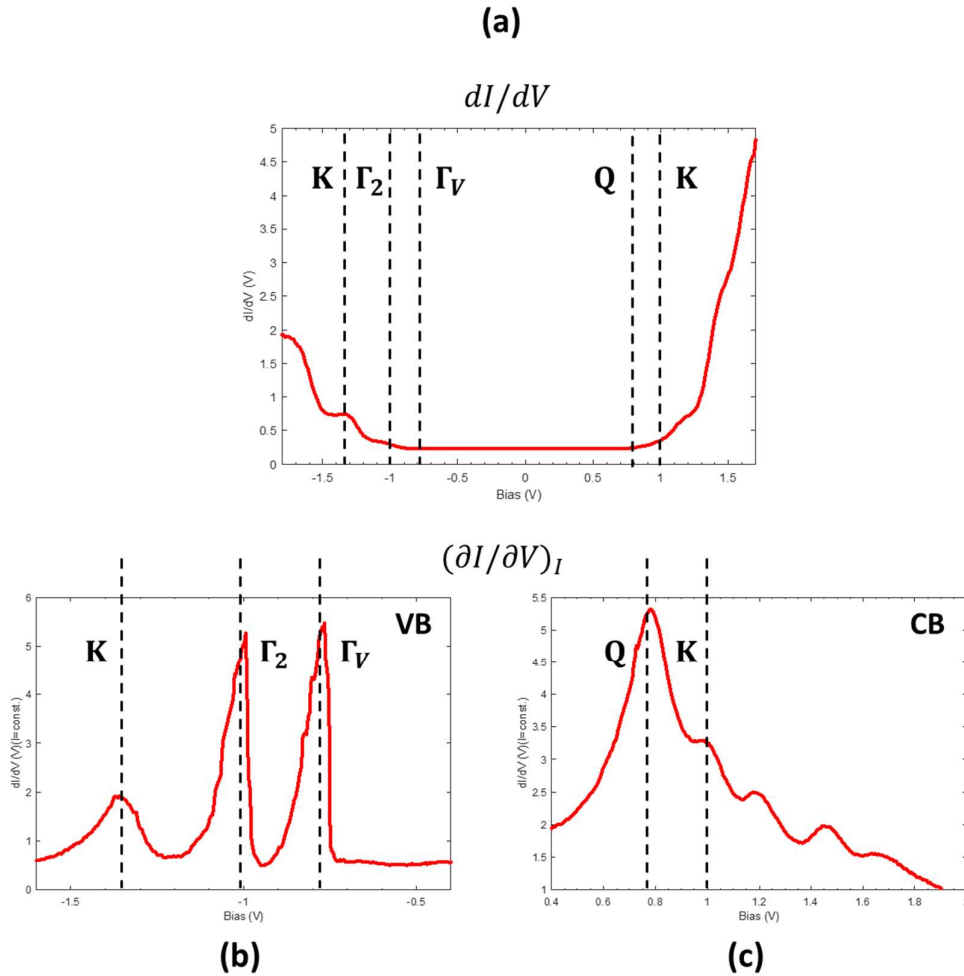 (a)
dI/dV
5
4.5
4
3.5
3
2.5
2
1.5
1
0.5
0
dI/dV (V)
K Γ₂ Γ_V Q K
-1.5 -1 -0.5 0 0.5 1 1.5
Bias (V)
(∂I/∂V)_I
6
5
4
3
2
1
0
dI/dV (V)(I=const.)
VB
K Γ₂ Γ_V
-1.5 -1 -0.5
Bias (V)
(b)
5.5
5
4.5
4
3.5
3
2.5
2
1.5
1
dI/dV (V)(I=const.)
CB
Q K
0.4 0.6 0.8 1 1.2 1.4 1.6 1.8
Bias (V)
(c)